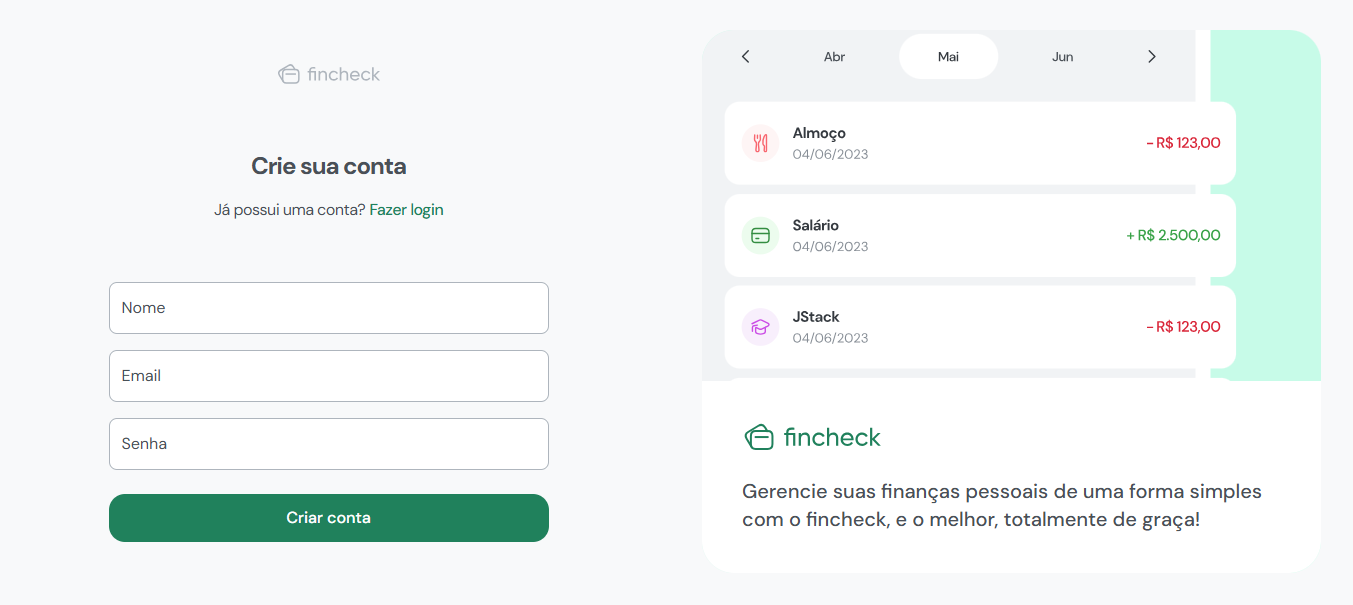 fincheck
Crie sua conta
Já possui uma conta? Fazer login
Nome
Email
Senha
Criar conta
Abr Mai Jun
Almoço
04/06/2023
- R$ 123,00
Salário
04/06/2023
+ R$ 2.500,00
JStack
04/06/2023
- R$ 123,00
fincheck
Gerencie suas finanças pessoais de uma forma simples
com o fincheck, e o melhor, totalmente de graça!